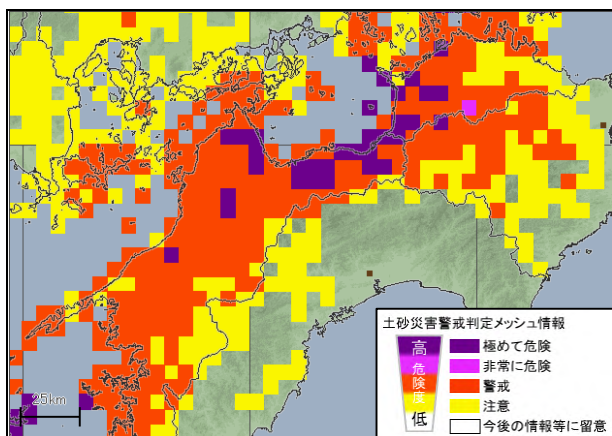 土砂災害警戒判定メッシュ情報
高
危
険
度
低
極めて危険
非常に危険
警戒
注意
今後の情報等に留意
25km